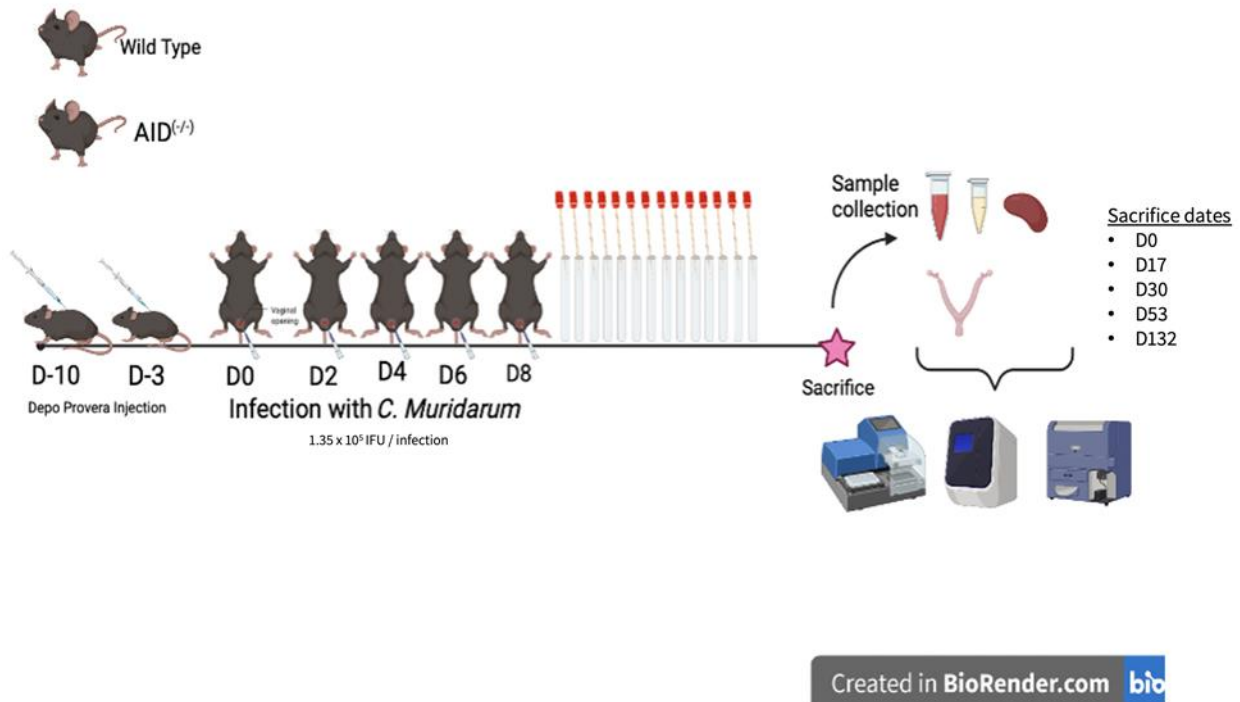 Wild Type
AID(-/-)
Vaginal
opening
D-10
D-3
D0
D2
D4
D6
D8
Depo Provera Injection
Infection with C. Muridarum
1.35 x 10⁵ IFU / infection
Sacrifice
Sample
collection
Sacrifice dates
• D0
• D17
• D30
• D53
• D132
Created in BioRender.com bio